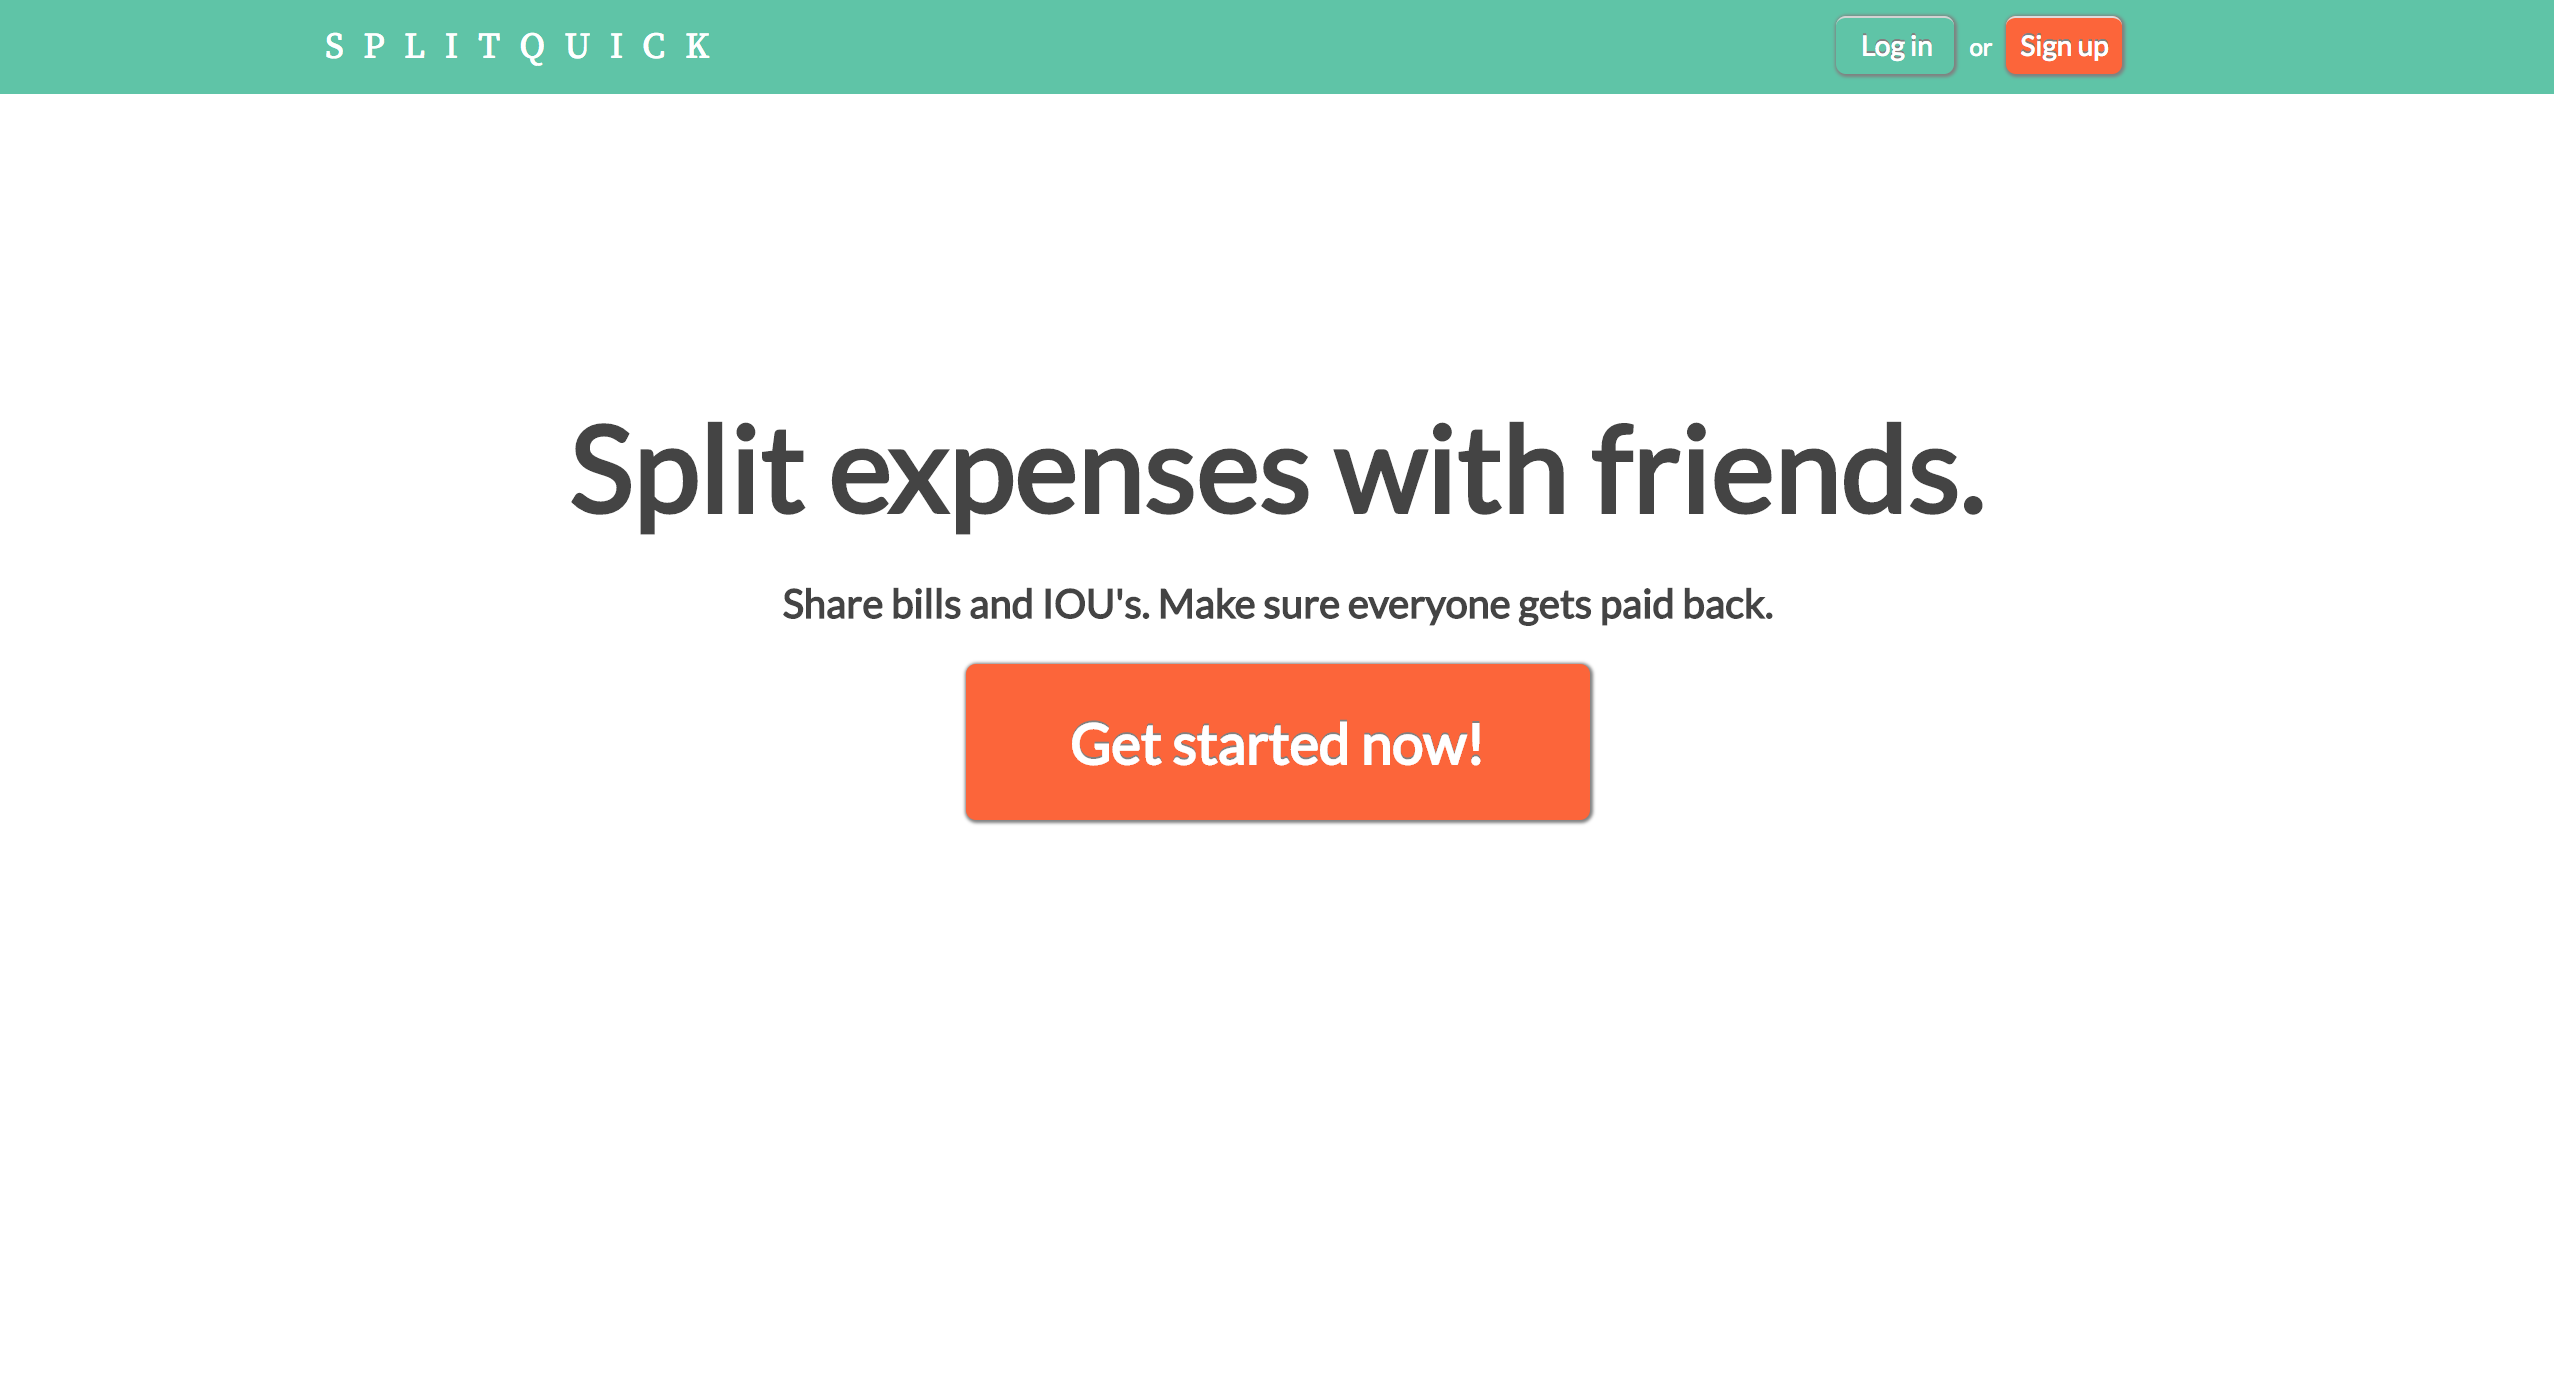 SPLITQUICK
Log in or Sign up
Split expenses with friends.
Share bills and IOU's. Make sure everyone gets paid back.
Get started now!